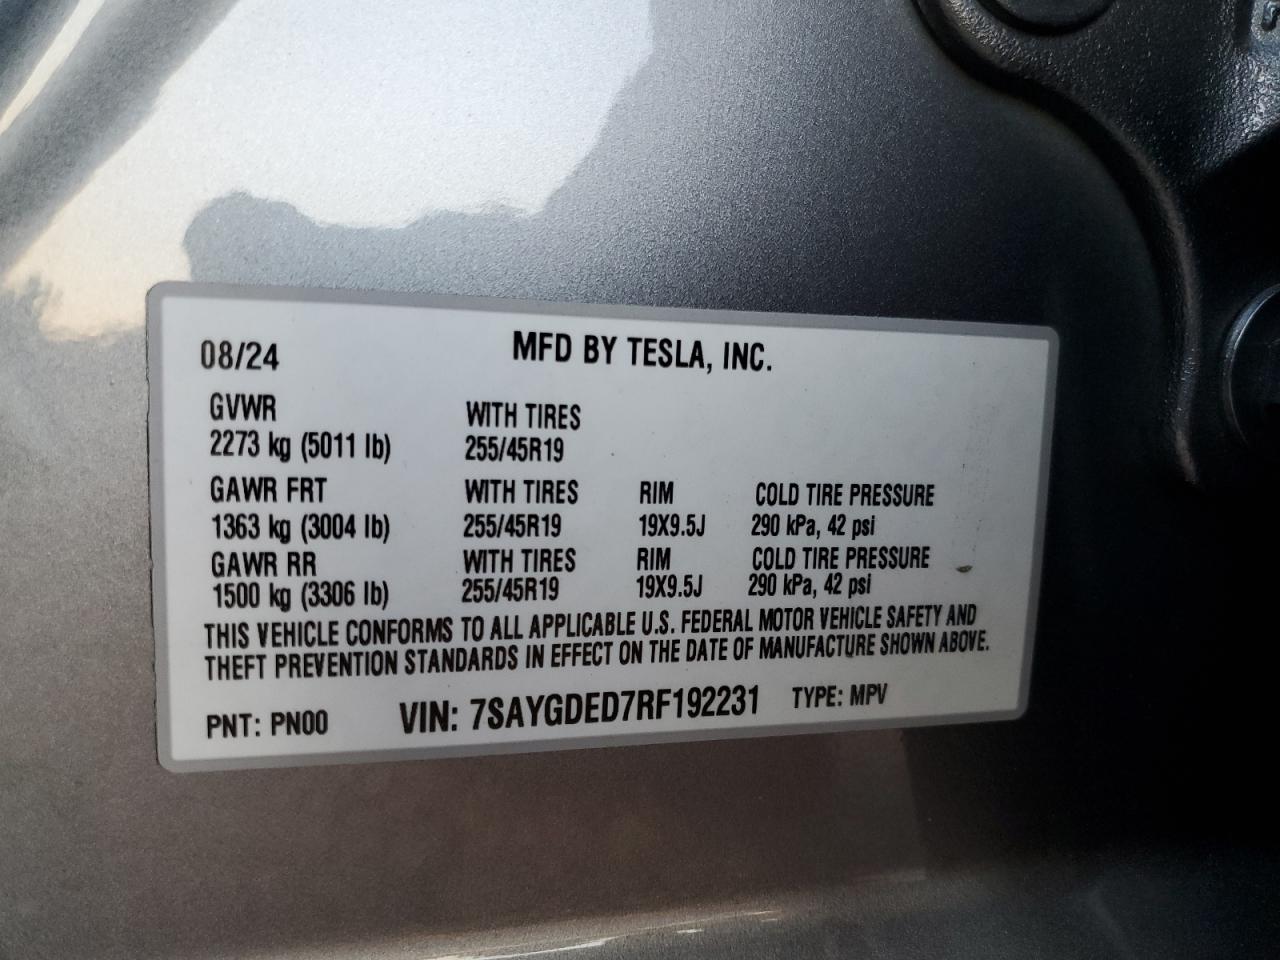 08/24 MFD BY TESLA, INC.
GVWR WITH TIRES
2273 kg (5011 lb) 255/45R19
GAWR FRT WITH TIRES RIM COLD TIRE PRESSURE
1363 kg (3004 lb) 255/45R19 19X9.5J 290 kPa, 42 psi
GAWR RR WITH TIRES RIM COLD TIRE PRESSURE
1500 kg (3306 lb) 255/45R19 19X9.5J 290 kPa, 42 psi
THIS VEHICLE CONFORMS TO ALL APPLICABLE U.S. FEDERAL MOTOR VEHICLE SAFETY AND
THEFT PREVENTION STANDARDS IN EFFECT ON THE DATE OF MANUFACTURE SHOWN ABOVE.
PNT: PN00 VIN: 7SAYGDED7RF192231 TYPE: MPV